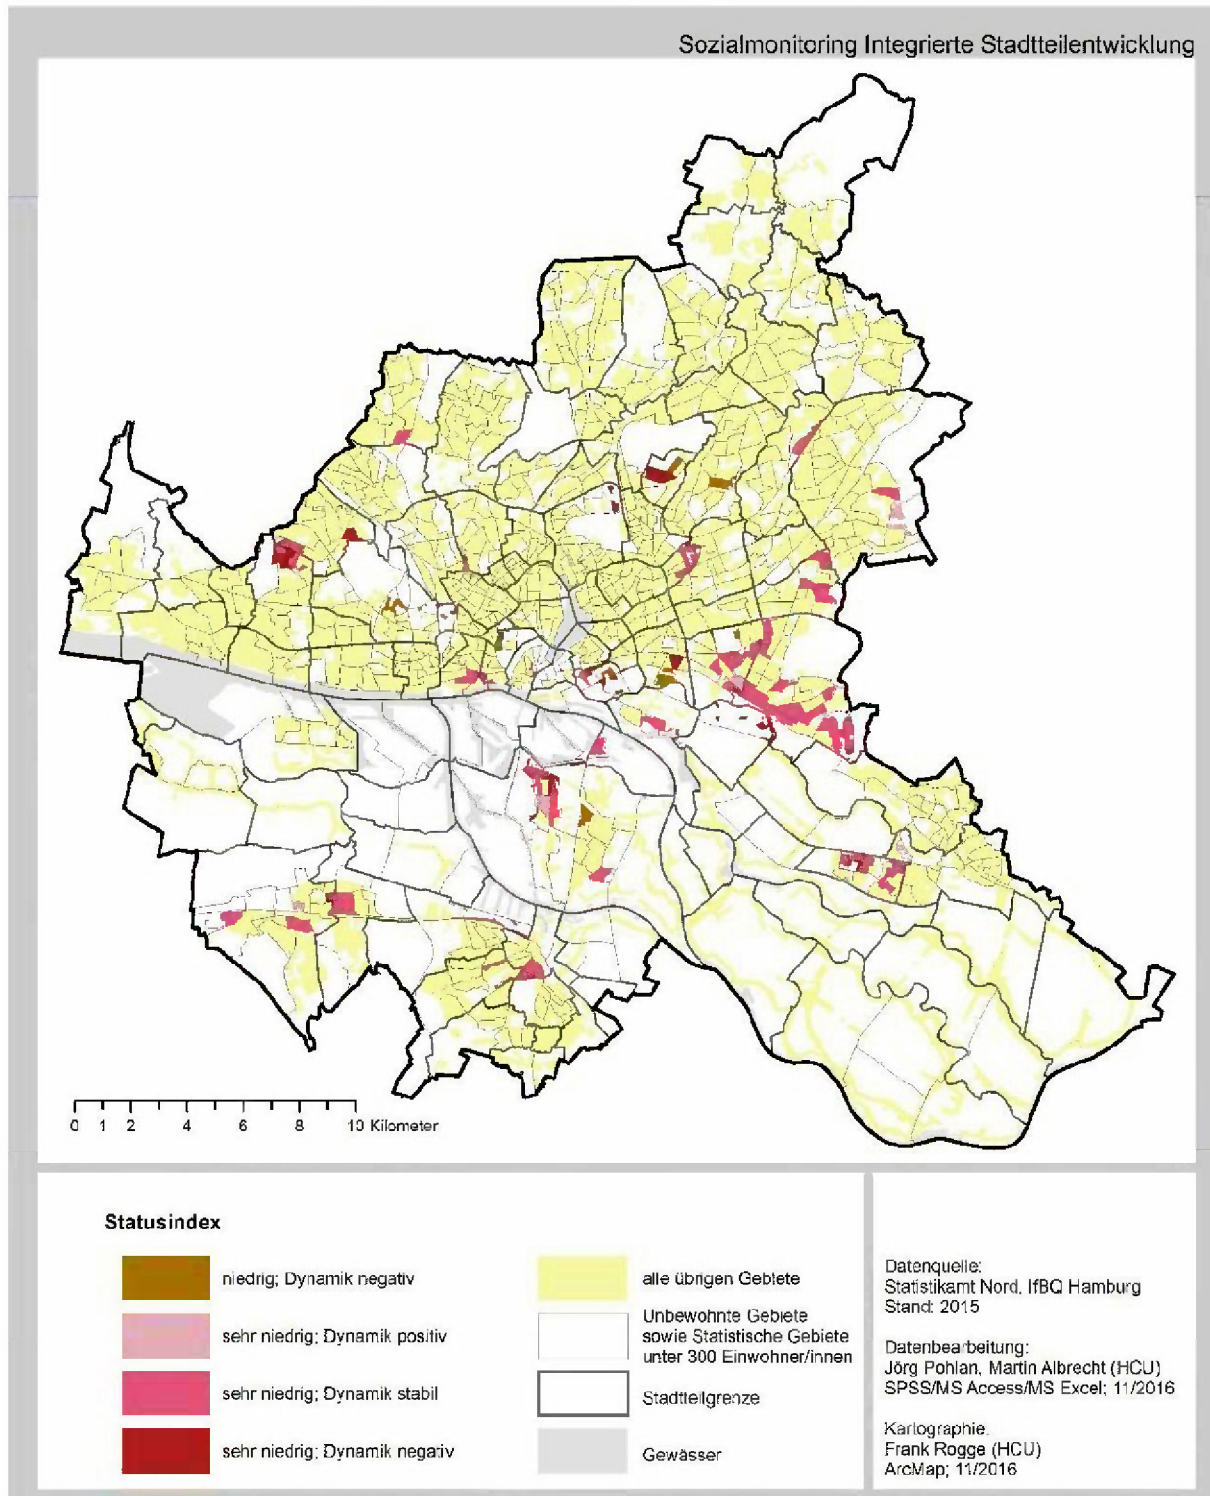 Sozialmonitoring Integrierte Stadtteilentwicklung
0 1 2 4 6 8 10 Kilometer
Statusindex
niedrig; Dynamik negativ
sehr niedrig; Dynamik positiv
sehr niedrig; Dynamik stabil
sehr niedrig; Dynamik negativ
alle übrigen Gebiete
Unbewohnte Gebiete
sowie Statistische Gebiete
unter 300 Einwohner/innen
Stadtteilgrenze
Gewässer
Datenquelle:
Statistikamt Nord, IfBQ Hamburg
Stand: 2015
Datenbearbeitung:
Jörg Pohlan, Martin Albrecht (HCU)
SPSS/MS Access/MS Excel; 11/2016
Kartographie:
Frank Rogge (HCU)
ArcMap; 11/2016